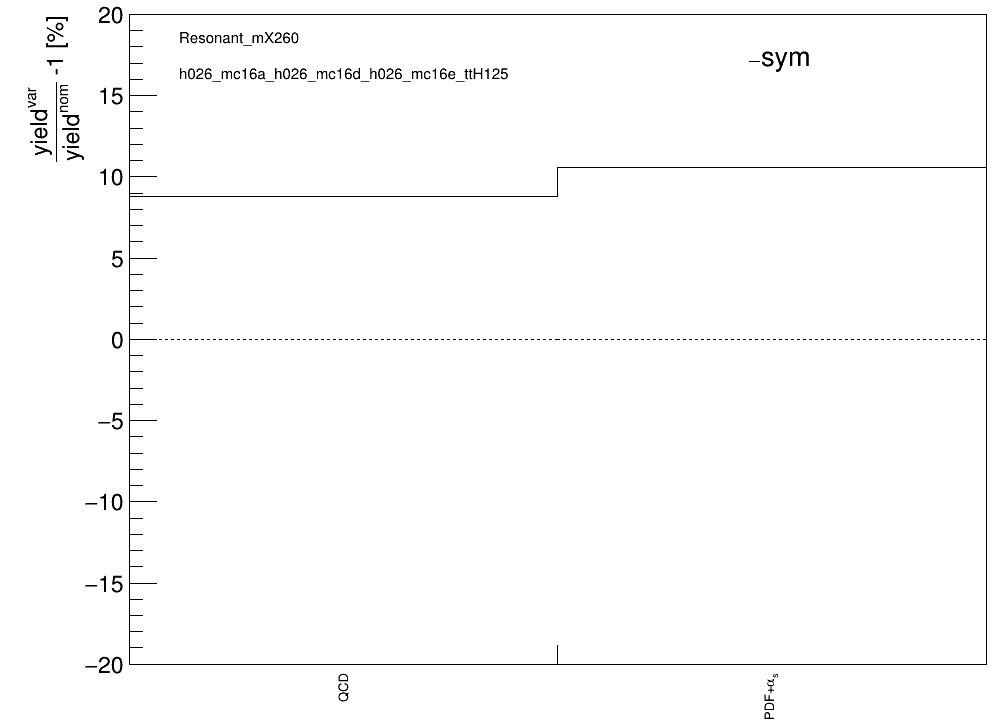 yield^var / yield^nom -1 [%]
Resonant_mX260
h026_mc16a_h026_mc16d_h026_mc16e_ttH125
sym
20
15
10
5
0
−5
−10
−15
−20
QCD
PDF+αₛ